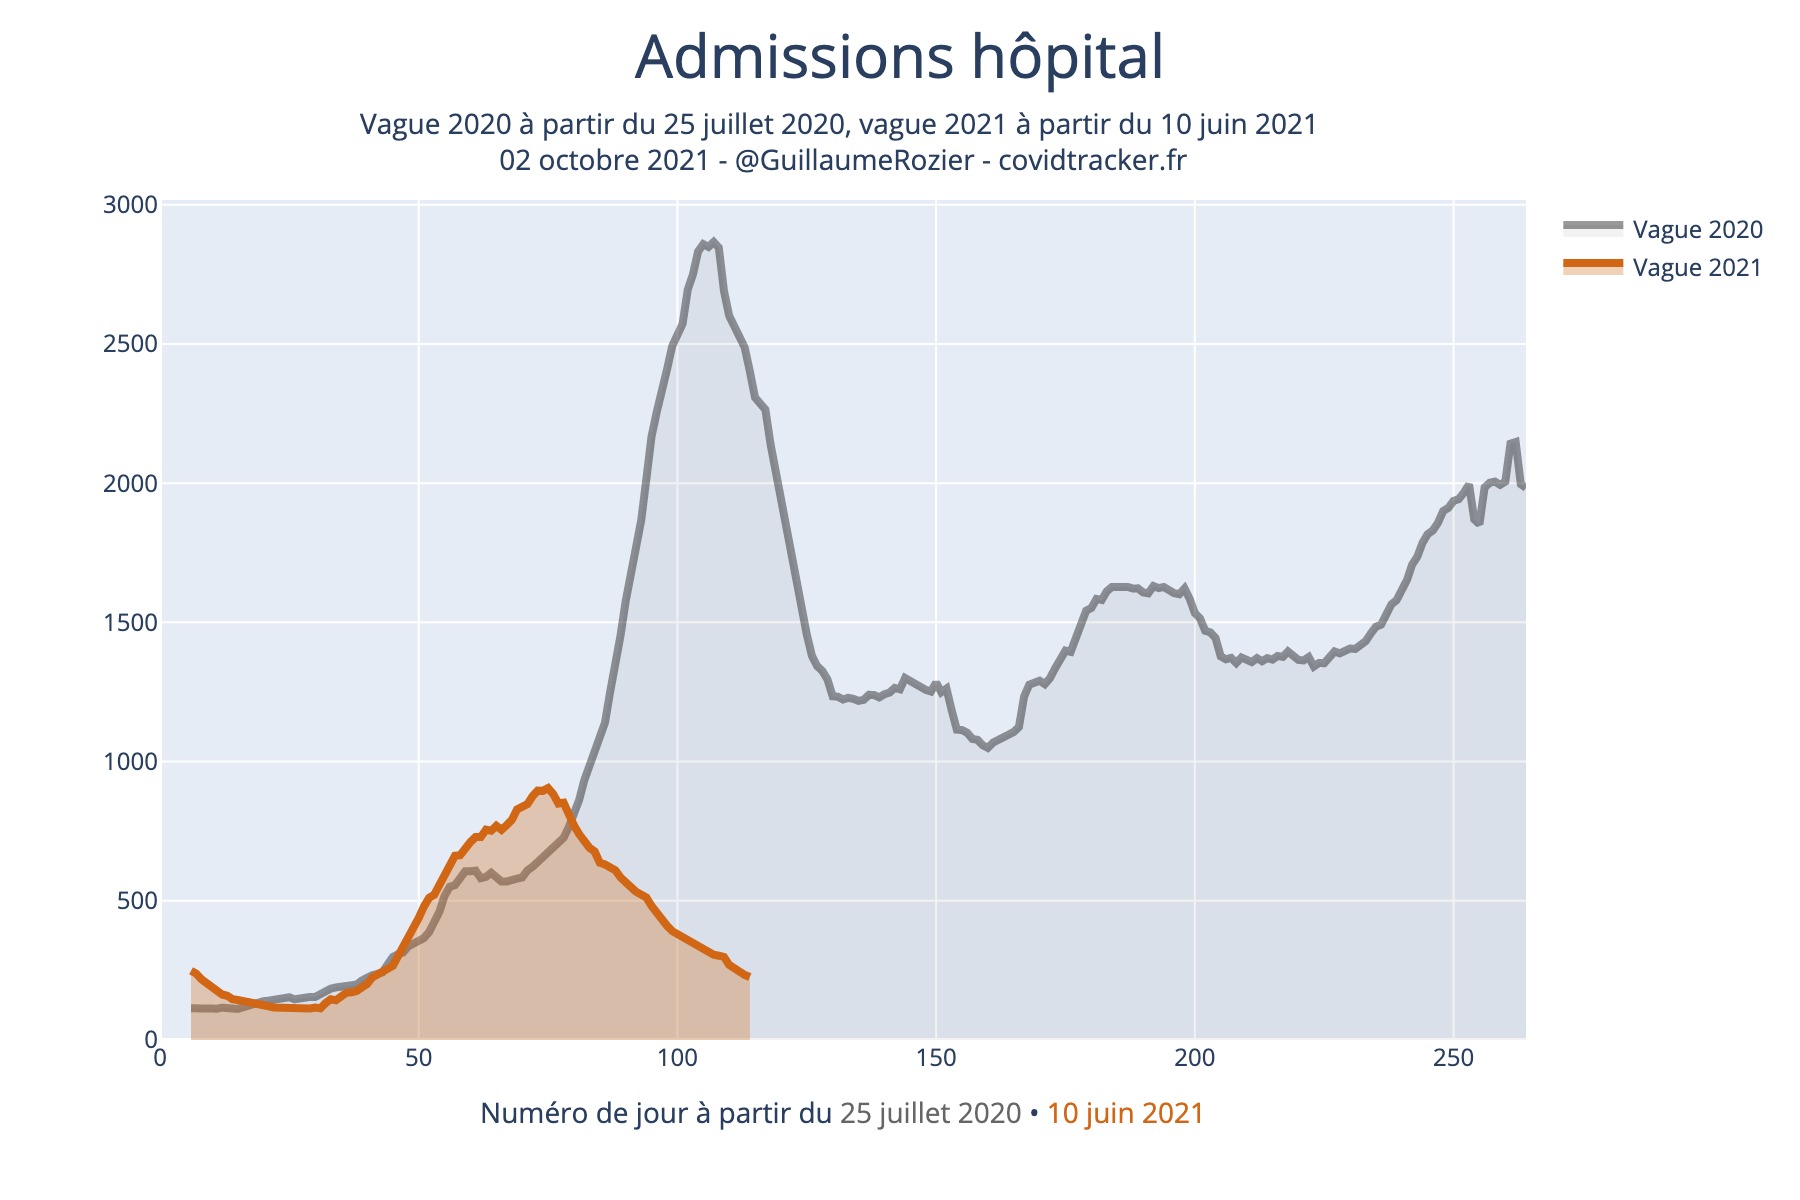 Admissions hôpital
Vague 2020 à partir du 25 juillet 2020, vague 2021 à partir du 10 juin 2021
02 octobre 2021 - @GuillaumeRozier - covidtracker.fr
3000
2500
2000
1500
1000
500
0
0 50 100 150 200 250
Vague 2020
Vague 2021
Numéro de jour à partir du 25 juillet 2020 • 10 juin 2021